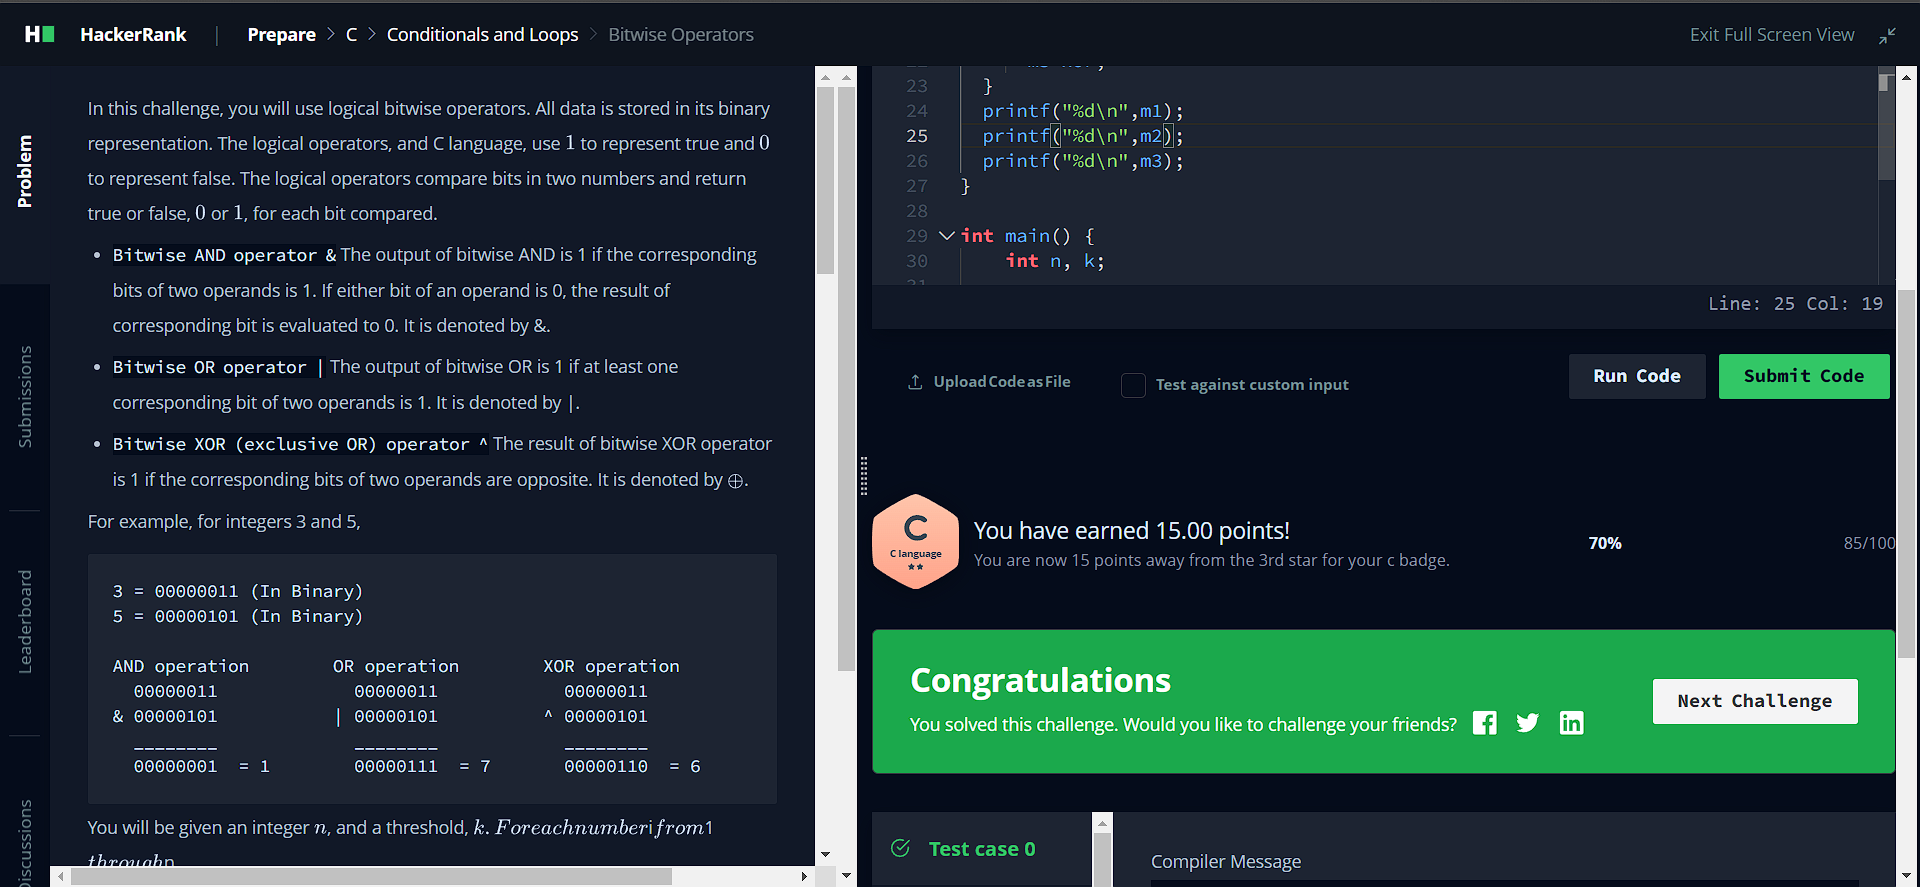 H HackerRank | Prepare > C > Conditionals and Loops > Bitwise Operators
Exit Full Screen View
Problem
Submissions
Leaderboard
Discussions
In this challenge, you will use logical bitwise operators. All data is stored in its binary
representation. The logical operators, and C language, use 1 to represent true and 0
to represent false. The logical operators compare bits in two numbers and return
true or false, 0 or 1, for each bit compared.
• Bitwise AND operator & The output of bitwise AND is 1 if the corresponding
bits of two operands is 1. If either bit of an operand is 0, the result of
corresponding bit is evaluated to 0. It is denoted by &.
• Bitwise OR operator | The output of bitwise OR is 1 if at least one
corresponding bit of two operands is 1. It is denoted by |.
• Bitwise XOR (exclusive OR) operator ^ The result of bitwise XOR operator
is 1 if the corresponding bits of two operands are opposite. It is denoted by ⊕.
For example, for integers 3 and 5,
3 = 00000011 (In Binary)
5 = 00000101 (In Binary)
AND operation OR operation XOR operation
00000011 00000011 00000011
& 00000101 | 00000101 ^ 00000101
________ ________ ________
00000001 = 1 00000111 = 7 00000110 = 6
You will be given an integer n, and a threshold, k. Foreachnumberifrom1
throughn
23 }
24 printf("%d\n",m1);
25 printf("%d\n",m2);
26 printf("%d\n",m3);
27 }
28
29 int main() {
30 int n, k;
31
Line: 25 Col: 19
Upload Code as File
Test against custom input
Run Code
Submit Code
C
C language
★★
You have earned 15.00 points!
You are now 15 points away from the 3rd star for your c badge.
70%
85/100
Congratulations
You solved this challenge. Would you like to challenge your friends?
Next Challenge
Test case 0
Compiler Message